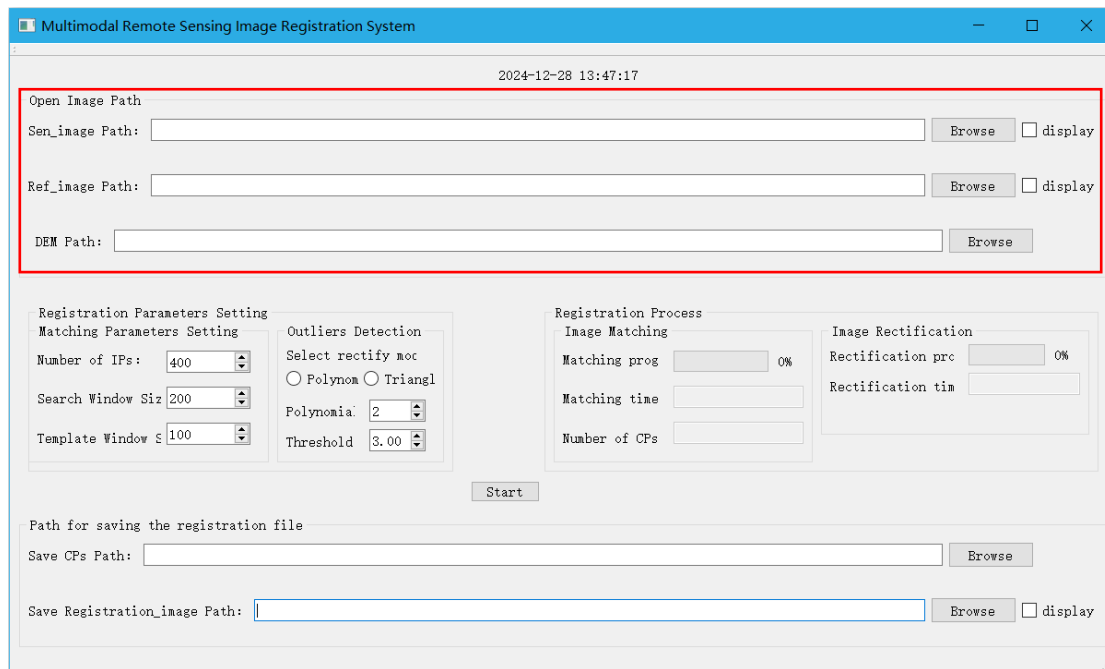 Multimodal Remote Sensing Image Registration System
2024-12-28 13:47:17
Open Image Path
Sen_image Path: Browse display
Ref_image Path: Browse display
DEM Path: Browse
Registration Parameters Setting
Matching Parameters Setting
Number of IPs: 400
Search Window Siz 200
Template Window S 100
Outliers Detection
Select rectify moc
Polynom Triangl
Polynomia 2
Threshold 3.00
Registration Process
Image Matching
Matching prog 0%
Matching time
Number of CPs
Image Rectification
Rectification prc 0%
Rectification tim
Start
Path for saving the registration file
Save CPs Path: Browse
Save Registration_image Path: Browse display